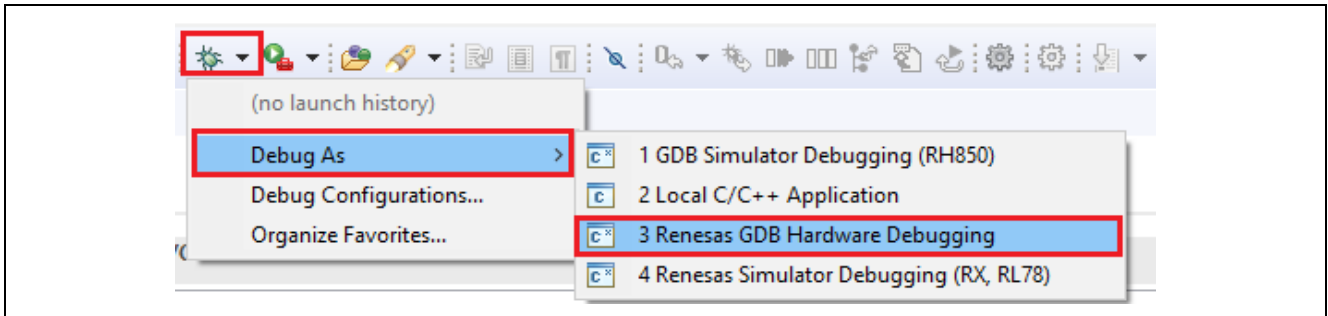 (no launch history)
Debug As > 1 GDB Simulator Debugging (RH850)
Debug Configurations... 2 Local C/C++ Application
Organize Favorites... 3 Renesas GDB Hardware Debugging
4 Renesas Simulator Debugging (RX, RL78)